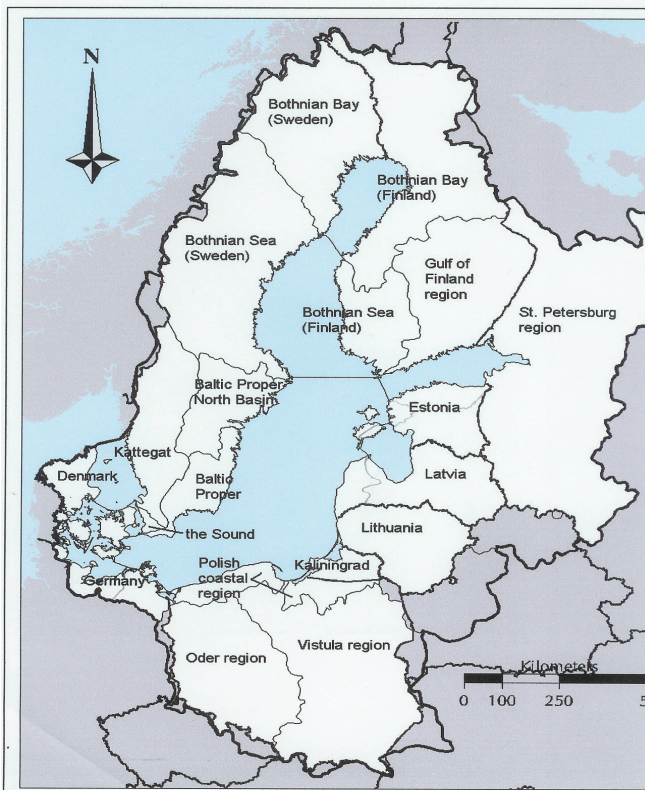 N
Bothnian Bay
(Sweden)
Bothnian Bay
(Finland)
Bothnian Sea
(Sweden)
Gulf of
Finland
region
Bothnian Sea
(Finland)
St. Petersburg
region
Baltic Proper
North Basin
Estonia
Kattegat
Denmark
Baltic
Proper
Latvia
the Sound
Lithuania
Polish
coastal
region
Kaliningrad
Germany
Oder region
Vistula region
Kilometers
0 100 250 5